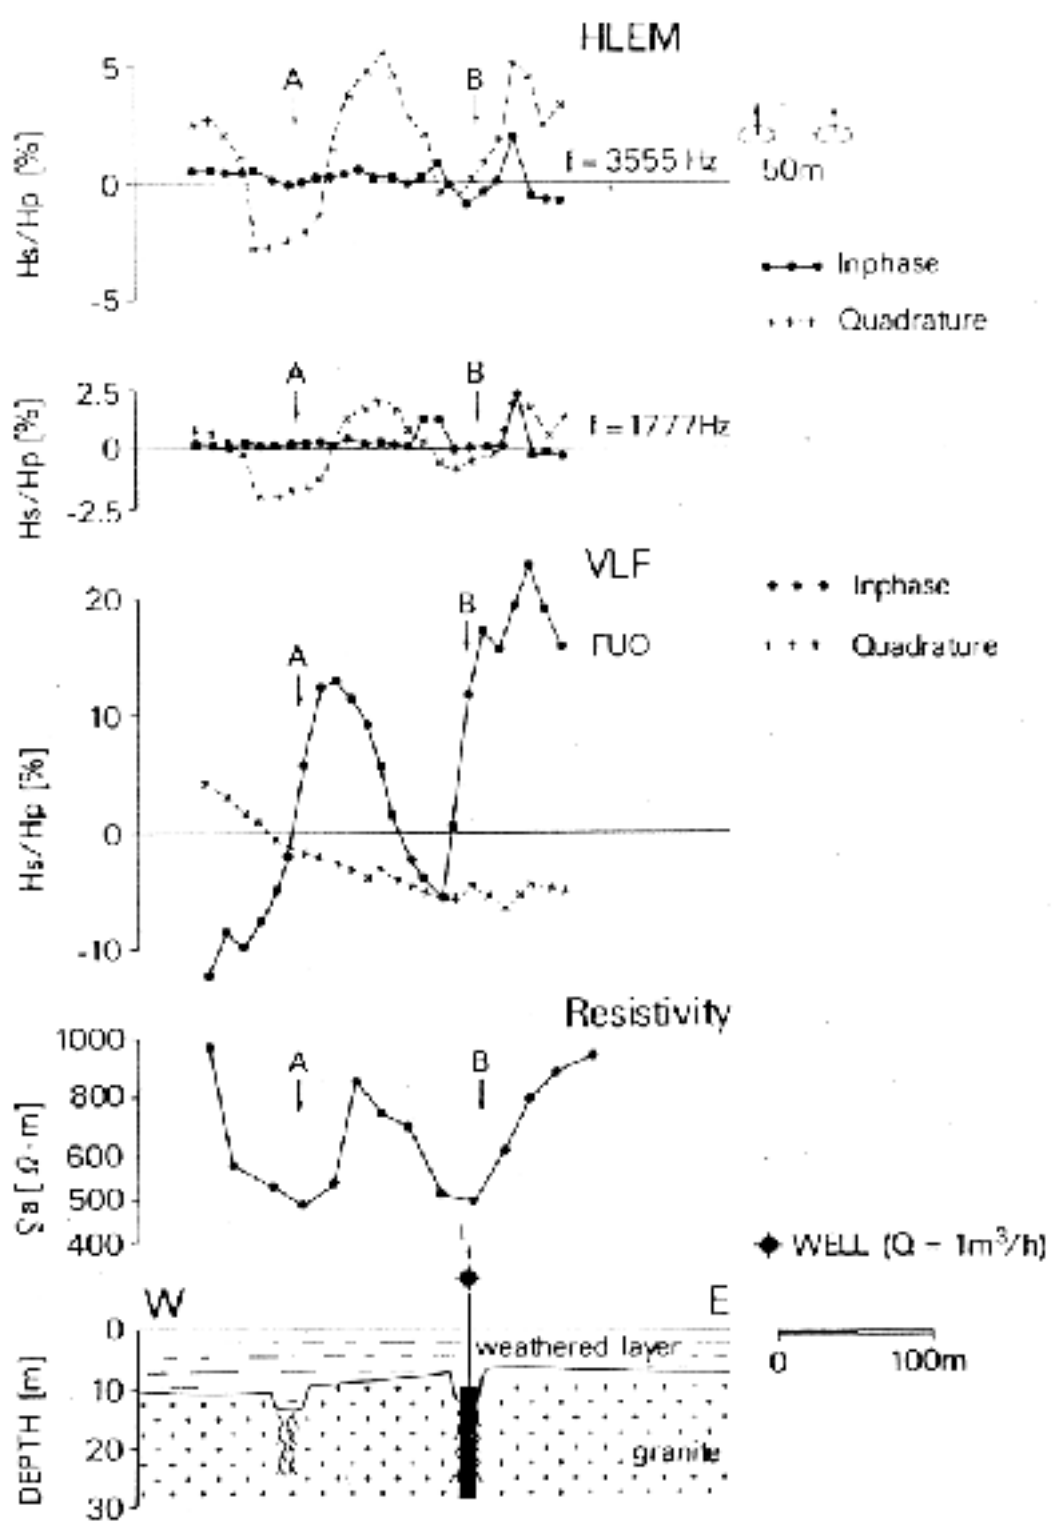 HLEM
5
0
-5
Hs/Hp [%]
A
B
f = 3555 Hz
50m
Inphase
Quadrature
2.5
0
-2.5
Hs/Hp [%]
A
B
f = 1777Hz
VLF
20
10
0
-10
Hs/Hp [%]
A
B
FUO
Inphase
Quadrature
Resistivity
1000
800
600
500
400
ϱa [Ω·m]
A
B
WELL (Q = 1m³/h)
W
E
0
10
20
30
DEPTH [m]
weathered layer
granite
0
100m